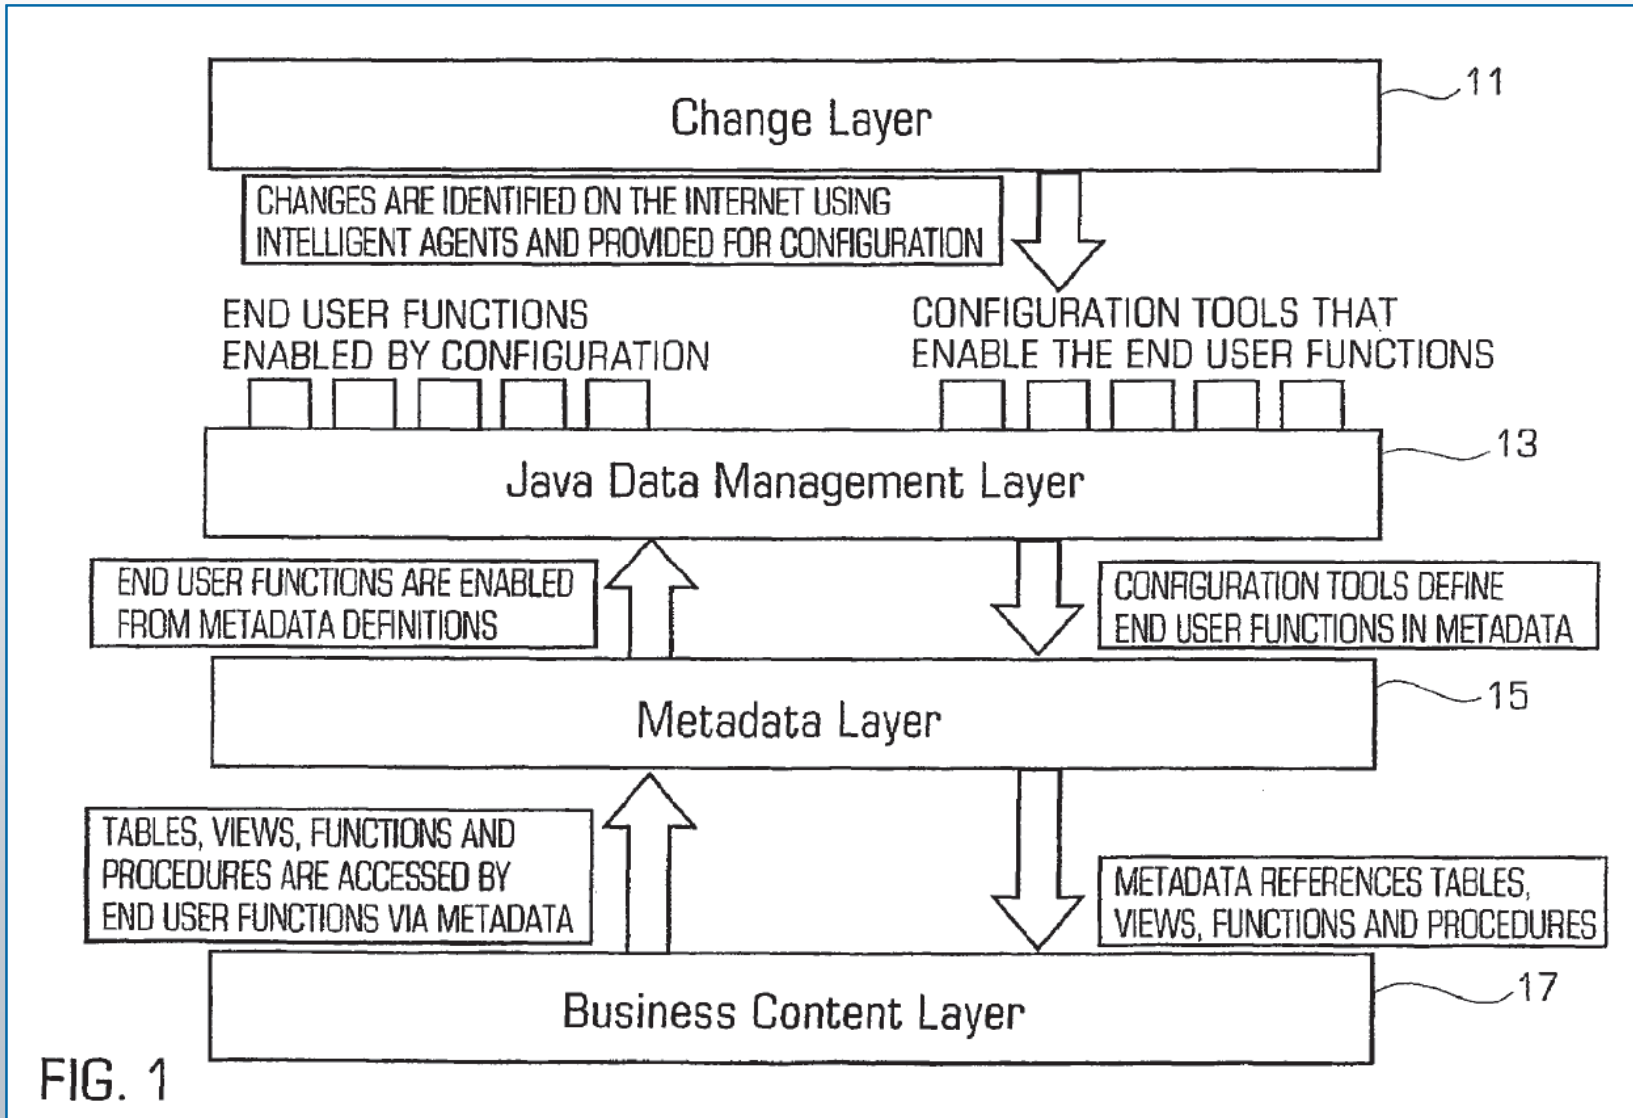 Change Layer
11
CHANGES ARE IDENTIFIED ON THE INTERNET USING
INTELLIGENT AGENTS AND PROVIDED FOR CONFIGURATION
END USER FUNCTIONS
ENABLED BY CONFIGURATION
CONFIGURATION TOOLS THAT
ENABLE THE END USER FUNCTIONS
Java Data Management Layer
13
END USER FUNCTIONS ARE ENABLED
FROM METADATA DEFINITIONS
CONFIGURATION TOOLS DEFINE
END USER FUNCTIONS IN METADATA
Metadata Layer
15
TABLES, VIEWS, FUNCTIONS AND
PROCEDURES ARE ACCESSED BY
END USER FUNCTIONS VIA METADATA
METADATA REFERENCES TABLES,
VIEWS, FUNCTIONS AND PROCEDURES
Business Content Layer
17
FIG. 1